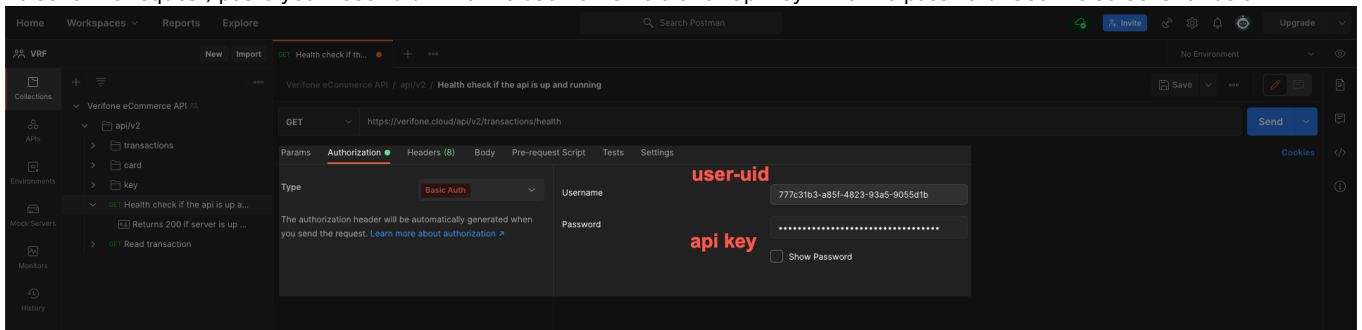 Home Workspaces Reports Explore Search Postman Invite Upgrade
VRF New Import GET Health check if th... No Environment
Collections Verifone eCommerce API / api/v2 / Health check if the api is up and running Save
Verifone eCommerce API
APIs api/v2 GET https://verifone.cloud/api/v2/transactions/health Send
transactions
Params Authorization Headers (8) Body Pre-request Script Tests Settings Cookies
card
Environments key
user-uid
Type Basic Auth Username 777c31b3-a85f-4823-93a5-9055d1b
GET Health check if the api is up a...
Mock Servers e.g. Returns 200 if server is up ...
The authorization header will be automatically generated when
you send the request. Learn more about authorization
Password
GET Read transaction
api key
Monitors
Show Password
History